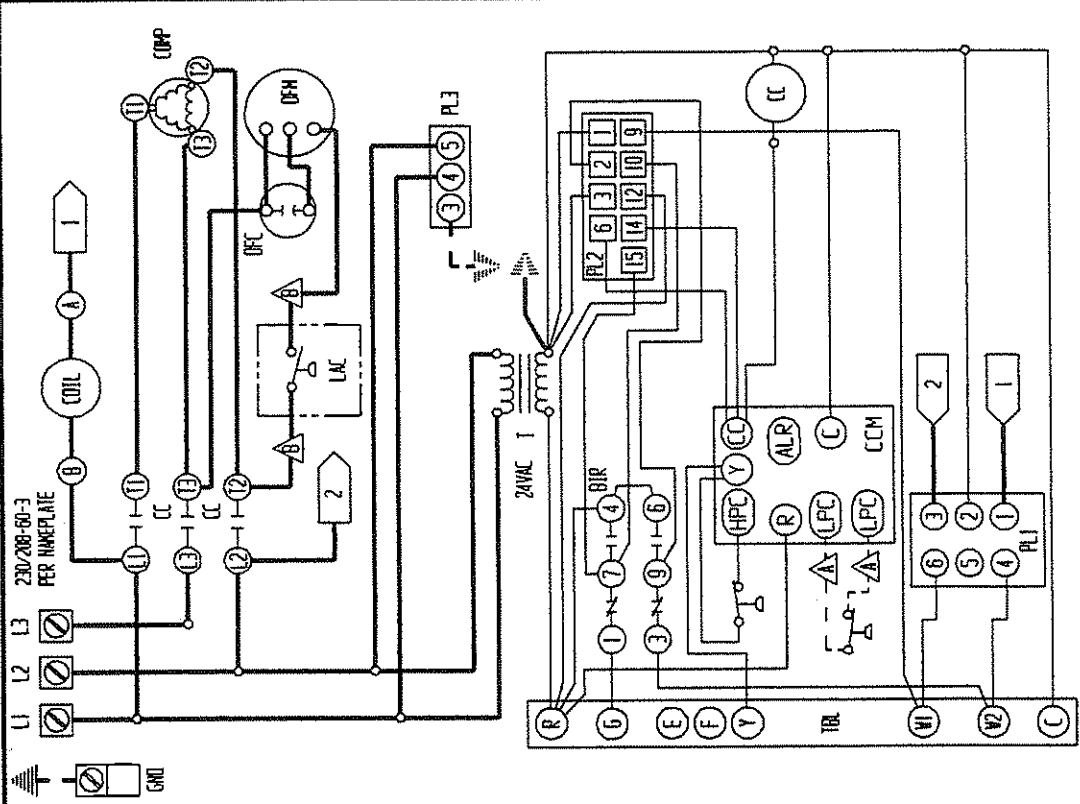 GND
L1
L2
L3
230/208-60-3
PER NAMEPLATE
B
COIL
A
1
L1
T1
CC
L3
T3
CC
L2
T2
2
B
LAC
B
OFC
OFM
COMP
T1
T2
T3
PL3
3
4
5
24VAC T
PL2
1
2
3
6
9
10
12
14
15
CC
BIR
1
7
4
3
9
6
HPC
Y
CC
R
ALR
LPC
C
LPC
CCM
A
A
R
G
E
F
Y
TBL
W1
W2
C
6
5
4
3
2
1
PL1
2
1